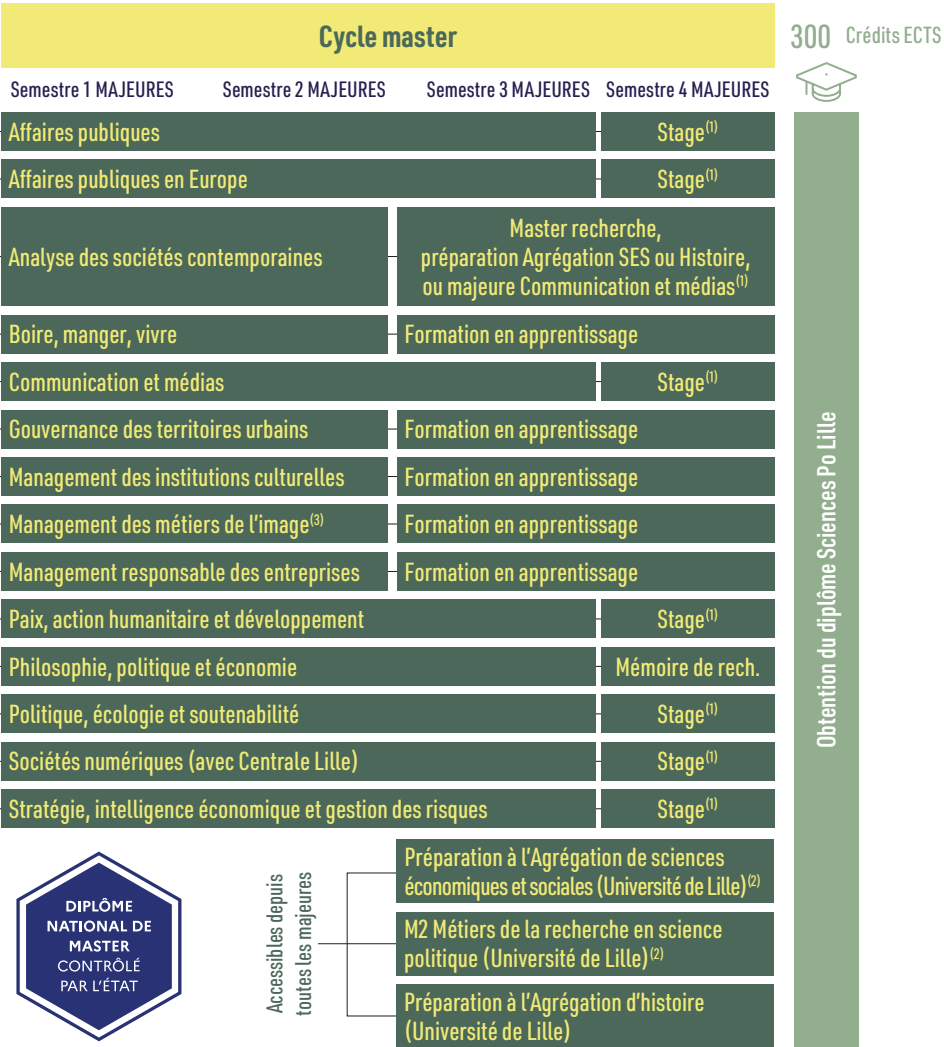 Cycle master
300 Crédits ECTS
Semestre 1 MAJEURES
Semestre 2 MAJEURES
Semestre 3 MAJEURES
Semestre 4 MAJEURES
Affaires publiques
Stage(1)
Affaires publiques en Europe
Stage(1)
Analyse des sociétés contemporaines
Master recherche,
préparation Agrégation SES ou Histoire,
ou majeure Communication et médias(1)
Boire, manger, vivre
Formation en apprentissage
Communication et médias
Stage(1)
Gouvernance des territoires urbains
Formation en apprentissage
Management des institutions culturelles
Formation en apprentissage
Management des métiers de l'image(3)
Formation en apprentissage
Management responsable des entreprises
Formation en apprentissage
Paix, action humanitaire et développement
Stage(1)
Philosophie, politique et économie
Mémoire de rech.
Politique, écologie et soutenabilité
Stage(1)
Sociétés numériques (avec Centrale Lille)
Stage(1)
Stratégie, intelligence économique et gestion des risques
Stage(1)
Obtention du diplôme Sciences Po Lille
DIPLÔME
NATIONAL DE
MASTER
CONTRÔLÉ
PAR L'ÉTAT
Accessibles depuis
toutes les majeures
Préparation à l'Agrégation de sciences
économiques et sociales (Université de Lille)(2)
M2 Métiers de la recherche en science
politique (Université de Lille)(2)
Préparation à l'Agrégation d'histoire
(Université de Lille)